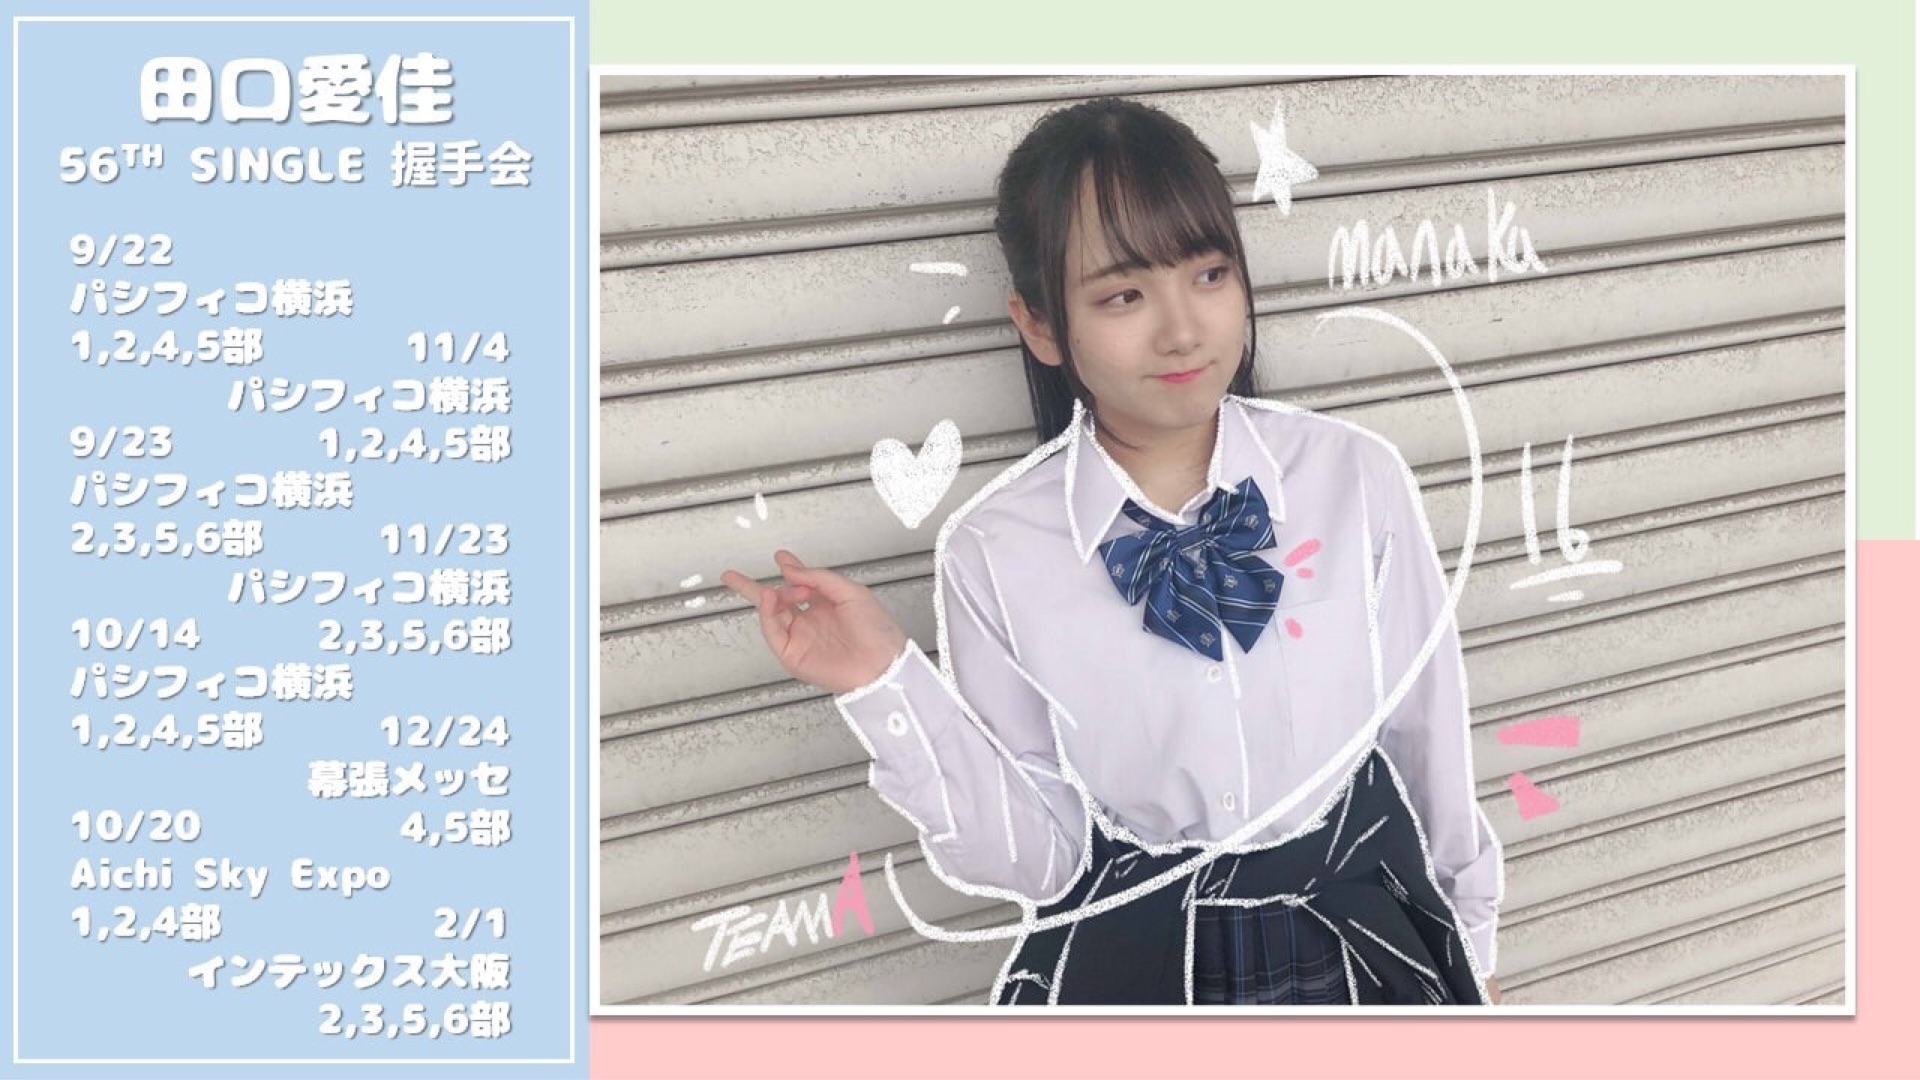 田口愛佳
56TH SINGLE 握手会
9/22
パシフィコ横浜
1,2,4,5部
11/4
パシフィコ横浜
1,2,4,5部
9/23
パシフィコ横浜
2,3,5,6部
11/23
パシフィコ横浜
2,3,5,6部
10/14
パシフィコ横浜
1,2,4,5部
12/24
幕張メッセ
4,5部
10/20
Aichi Sky Expo
1,2,4部
2/1
インテックス大阪
2,3,5,6部
manaka
16
TEAMA